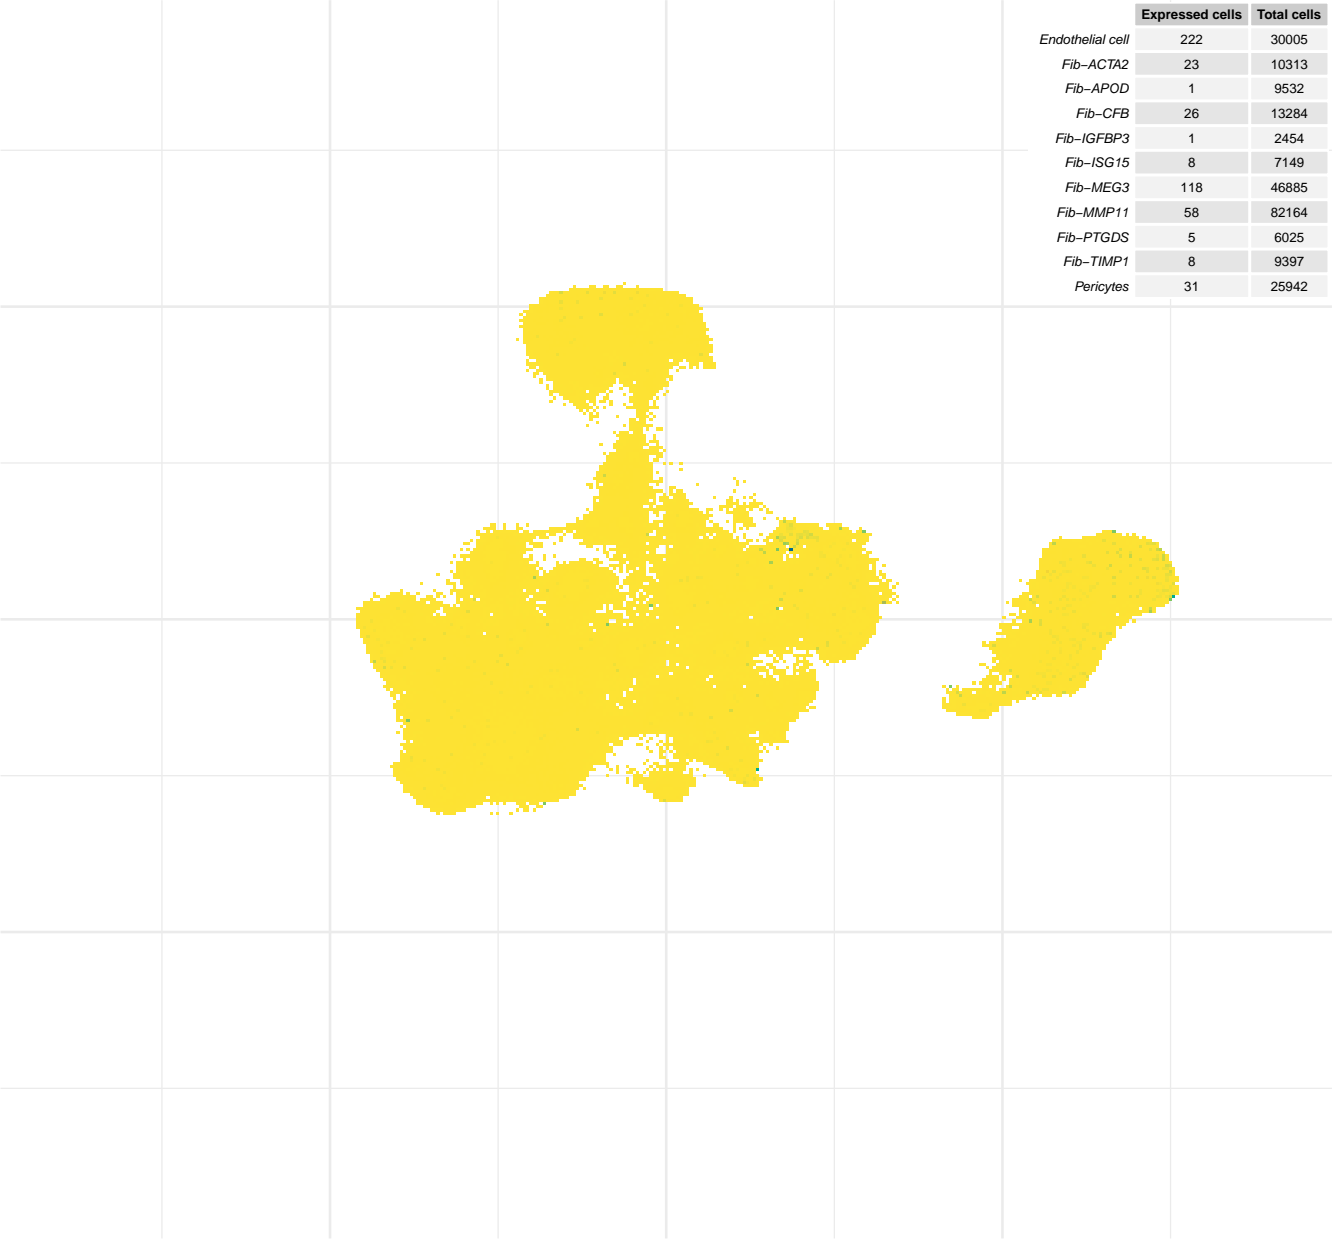 Expressed cells Total cells
Endothelial cell 222 30005
Fib−ACTA2 23 10313
Fib−APOD 1 9532
Fib−CFB 26 13284
Fib−IGFBP3 1 2454
Fib−ISG15 8 7149
Fib−MEG3 118 46885
Fib−MMP11 58 82164
Fib−PTGDS 5 6025
Fib−TIMP1 8 9397
Pericytes 31 25942